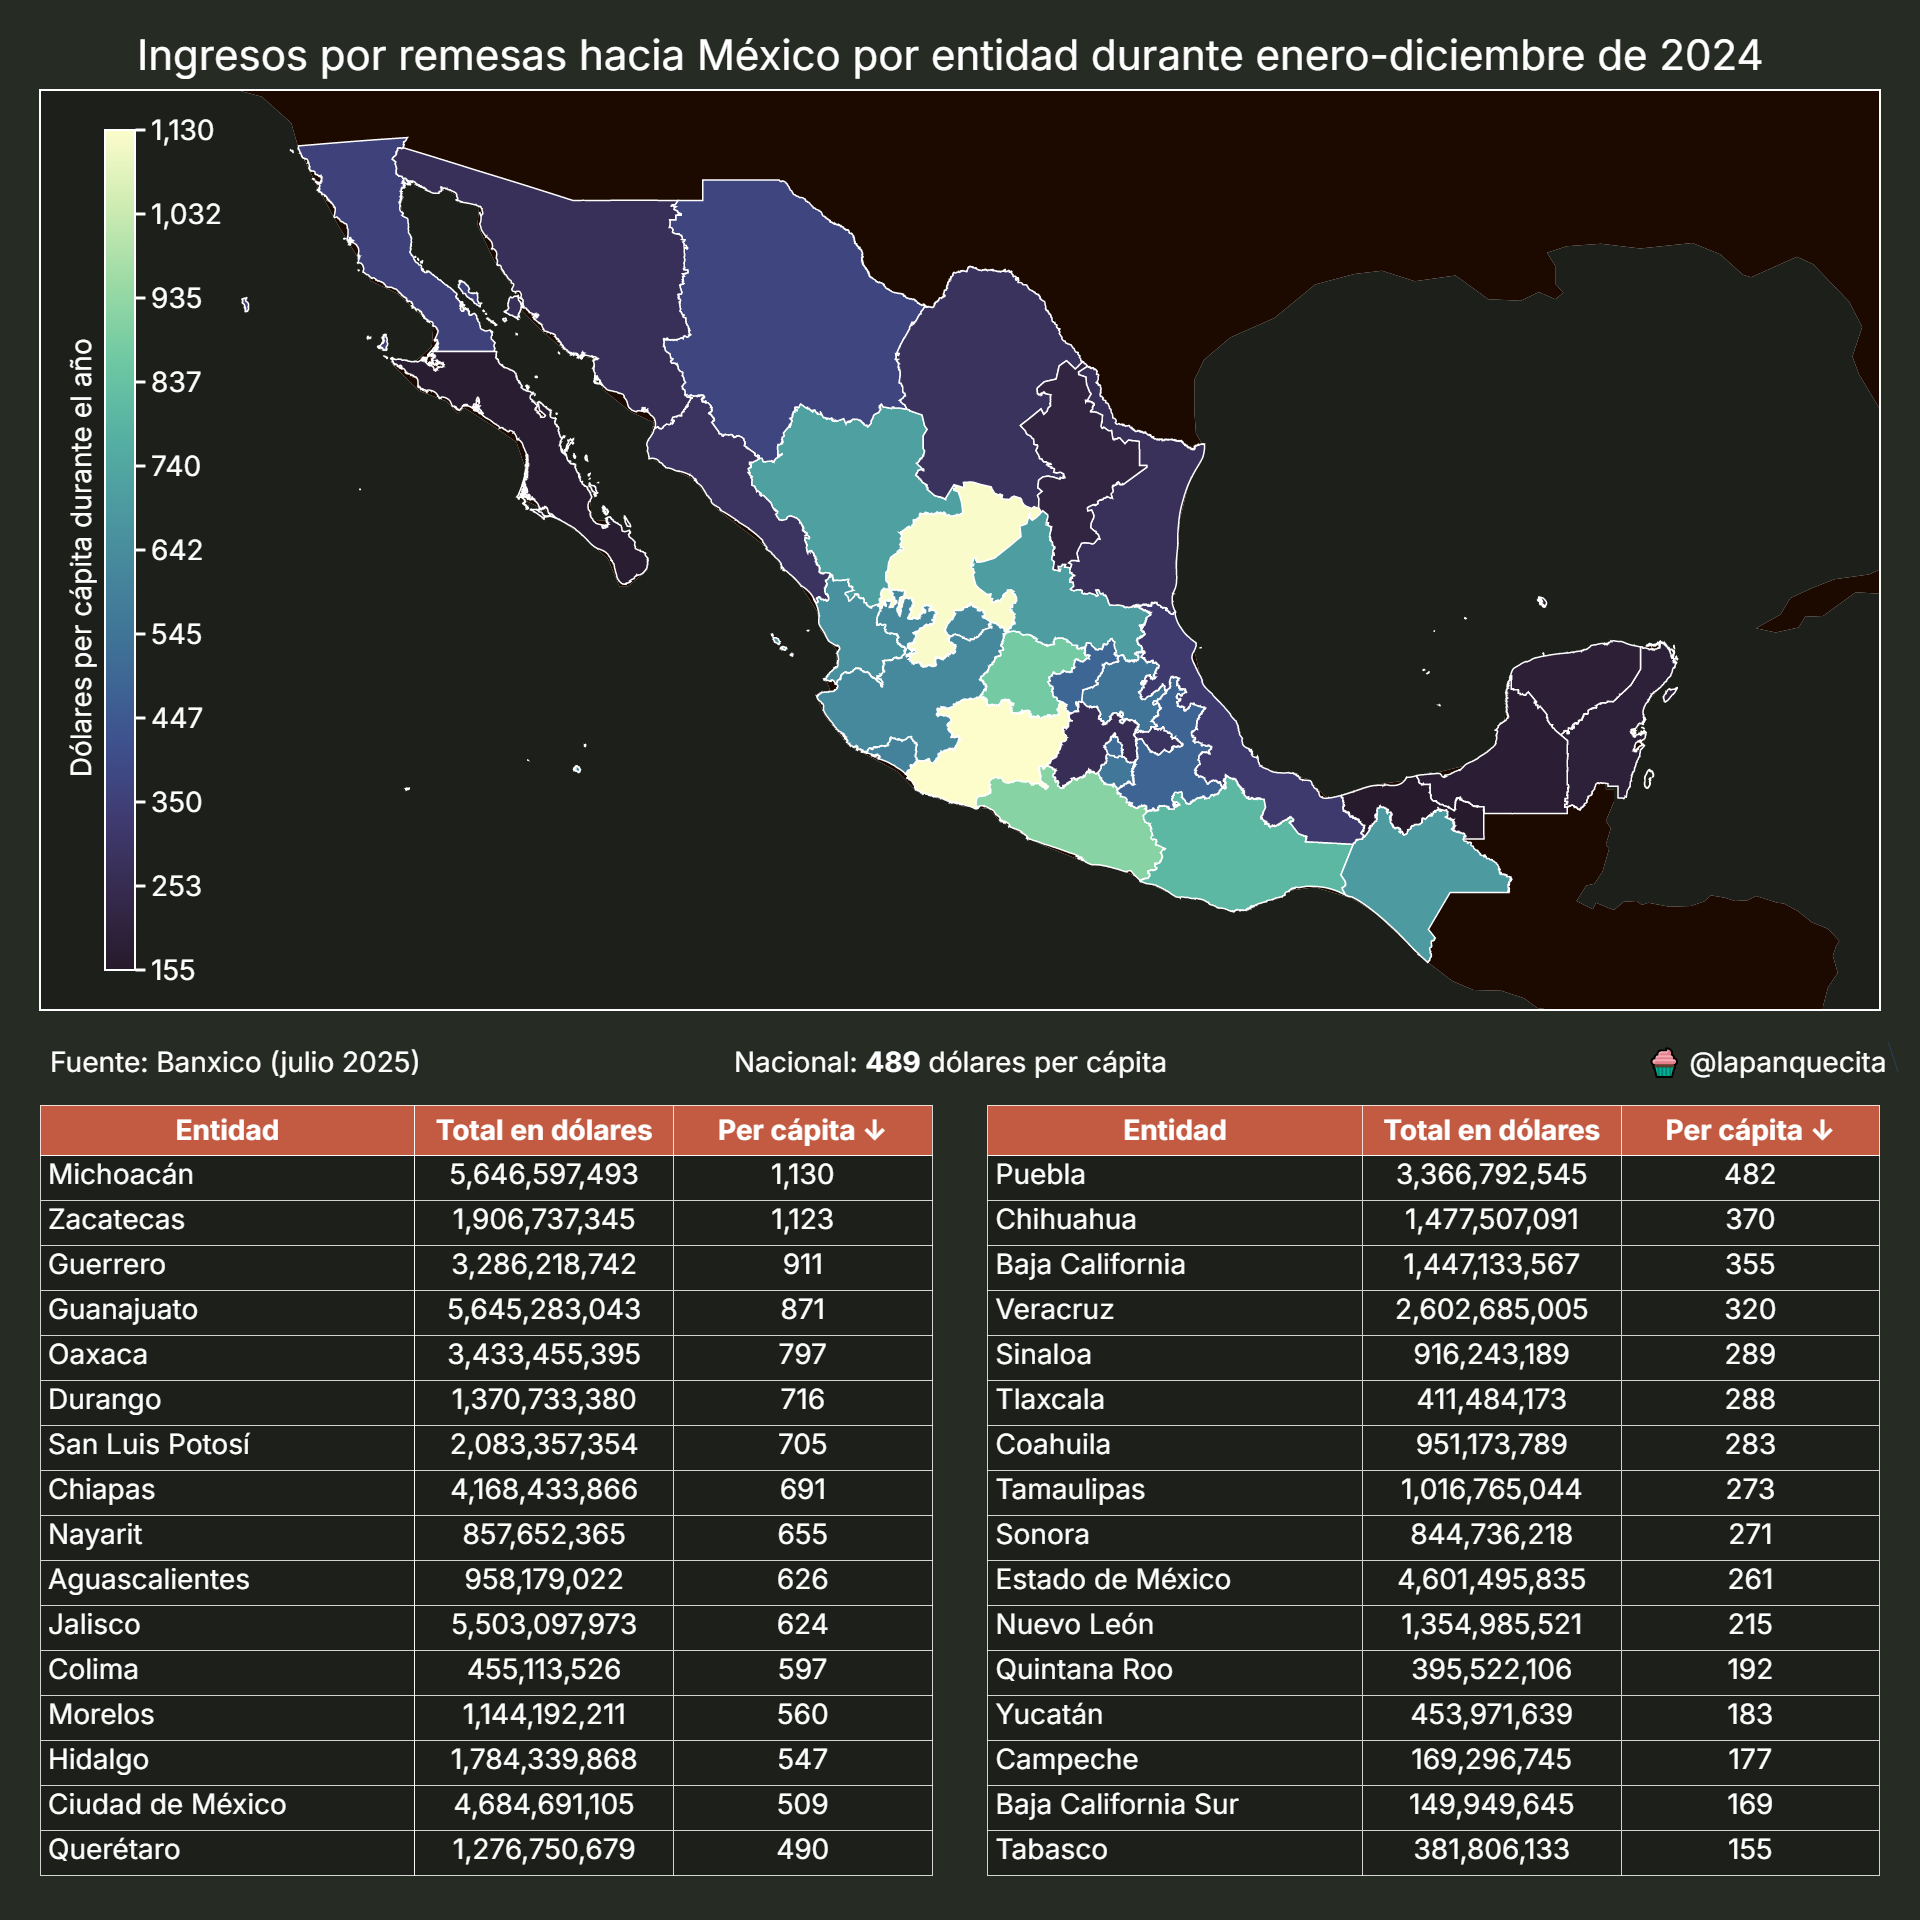 Ingresos por remesas hacia México por entidad durante enero-diciembre de 2024
Dólares per cápita durante el año
1,130
1,032
935
837
740
642
545
447
350
253
155
Fuente: Banxico (julio 2025)
Nacional: 489 dólares per cápita
@lapanquecita
Entidad Total en dólares Per cápita ↓
Michoacán 5,646,597,493 1,130
Zacatecas 1,906,737,345 1,123
Guerrero 3,286,218,742 911
Guanajuato 5,645,283,043 871
Oaxaca 3,433,455,395 797
Durango 1,370,733,380 716
San Luis Potosí 2,083,357,354 705
Chiapas 4,168,433,866 691
Nayarit 857,652,365 655
Aguascalientes 958,179,022 626
Jalisco 5,503,097,973 624
Colima 455,113,526 597
Morelos 1,144,192,211 560
Hidalgo 1,784,339,868 547
Ciudad de México 4,684,691,105 509
Querétaro 1,276,750,679 490
Entidad Total en dólares Per cápita ↓
Puebla 3,366,792,545 482
Chihuahua 1,477,507,091 370
Baja California 1,447,133,567 355
Veracruz 2,602,685,005 320
Sinaloa 916,243,189 289
Tlaxcala 411,484,173 288
Coahuila 951,173,789 283
Tamaulipas 1,016,765,044 273
Sonora 844,736,218 271
Estado de México 4,601,495,835 261
Nuevo León 1,354,985,521 215
Quintana Roo 395,522,106 192
Yucatán 453,971,639 183
Campeche 169,296,745 177
Baja California Sur 149,949,645 169
Tabasco 381,806,133 155